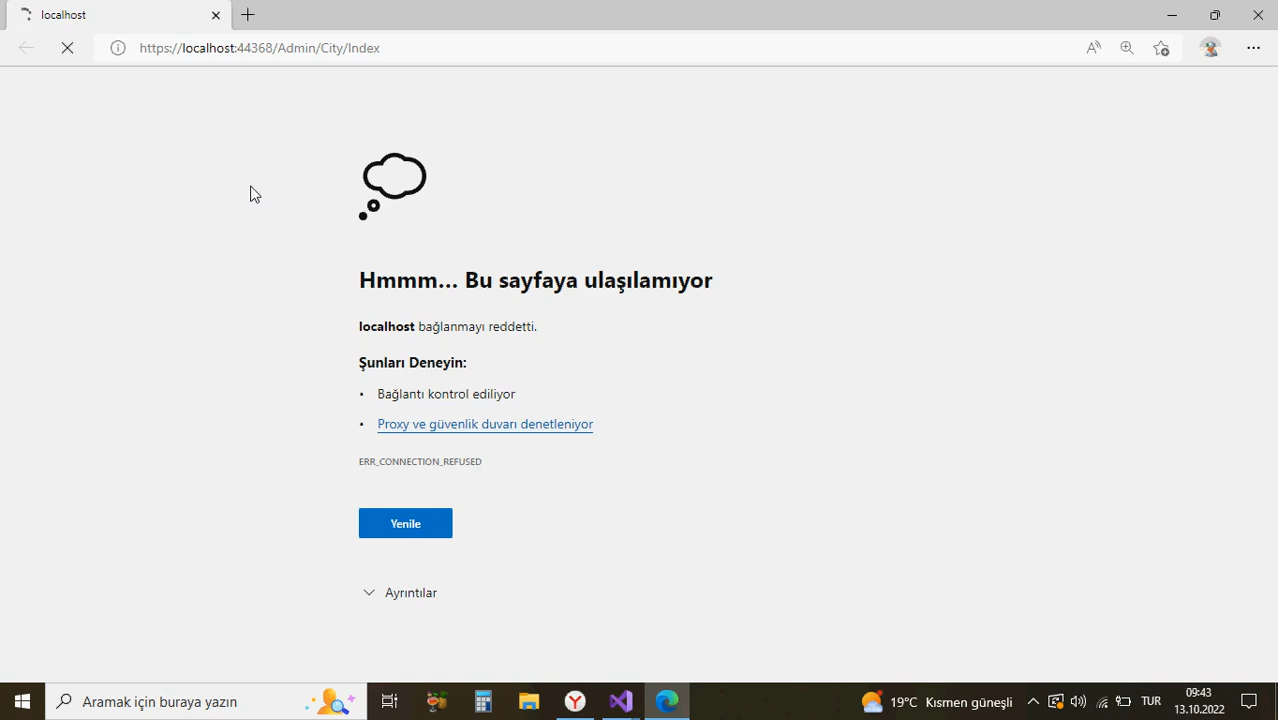 localhost
https://localhost:44368/Admin/City/Index
Hmmm... Bu sayfaya ulaşılamıyor
localhost bağlanmayı reddetti.
Şunları Deneyin:
• Bağlantı kontrol ediliyor
• Proxy ve güvenlik duvarı denetleniyor
ERR_CONNECTION_REFUSED
Yenile
Ayrıntılar
Aramak için buraya yazın
19°C Kısmen güneşli
TUR
09:43
13.10.2022